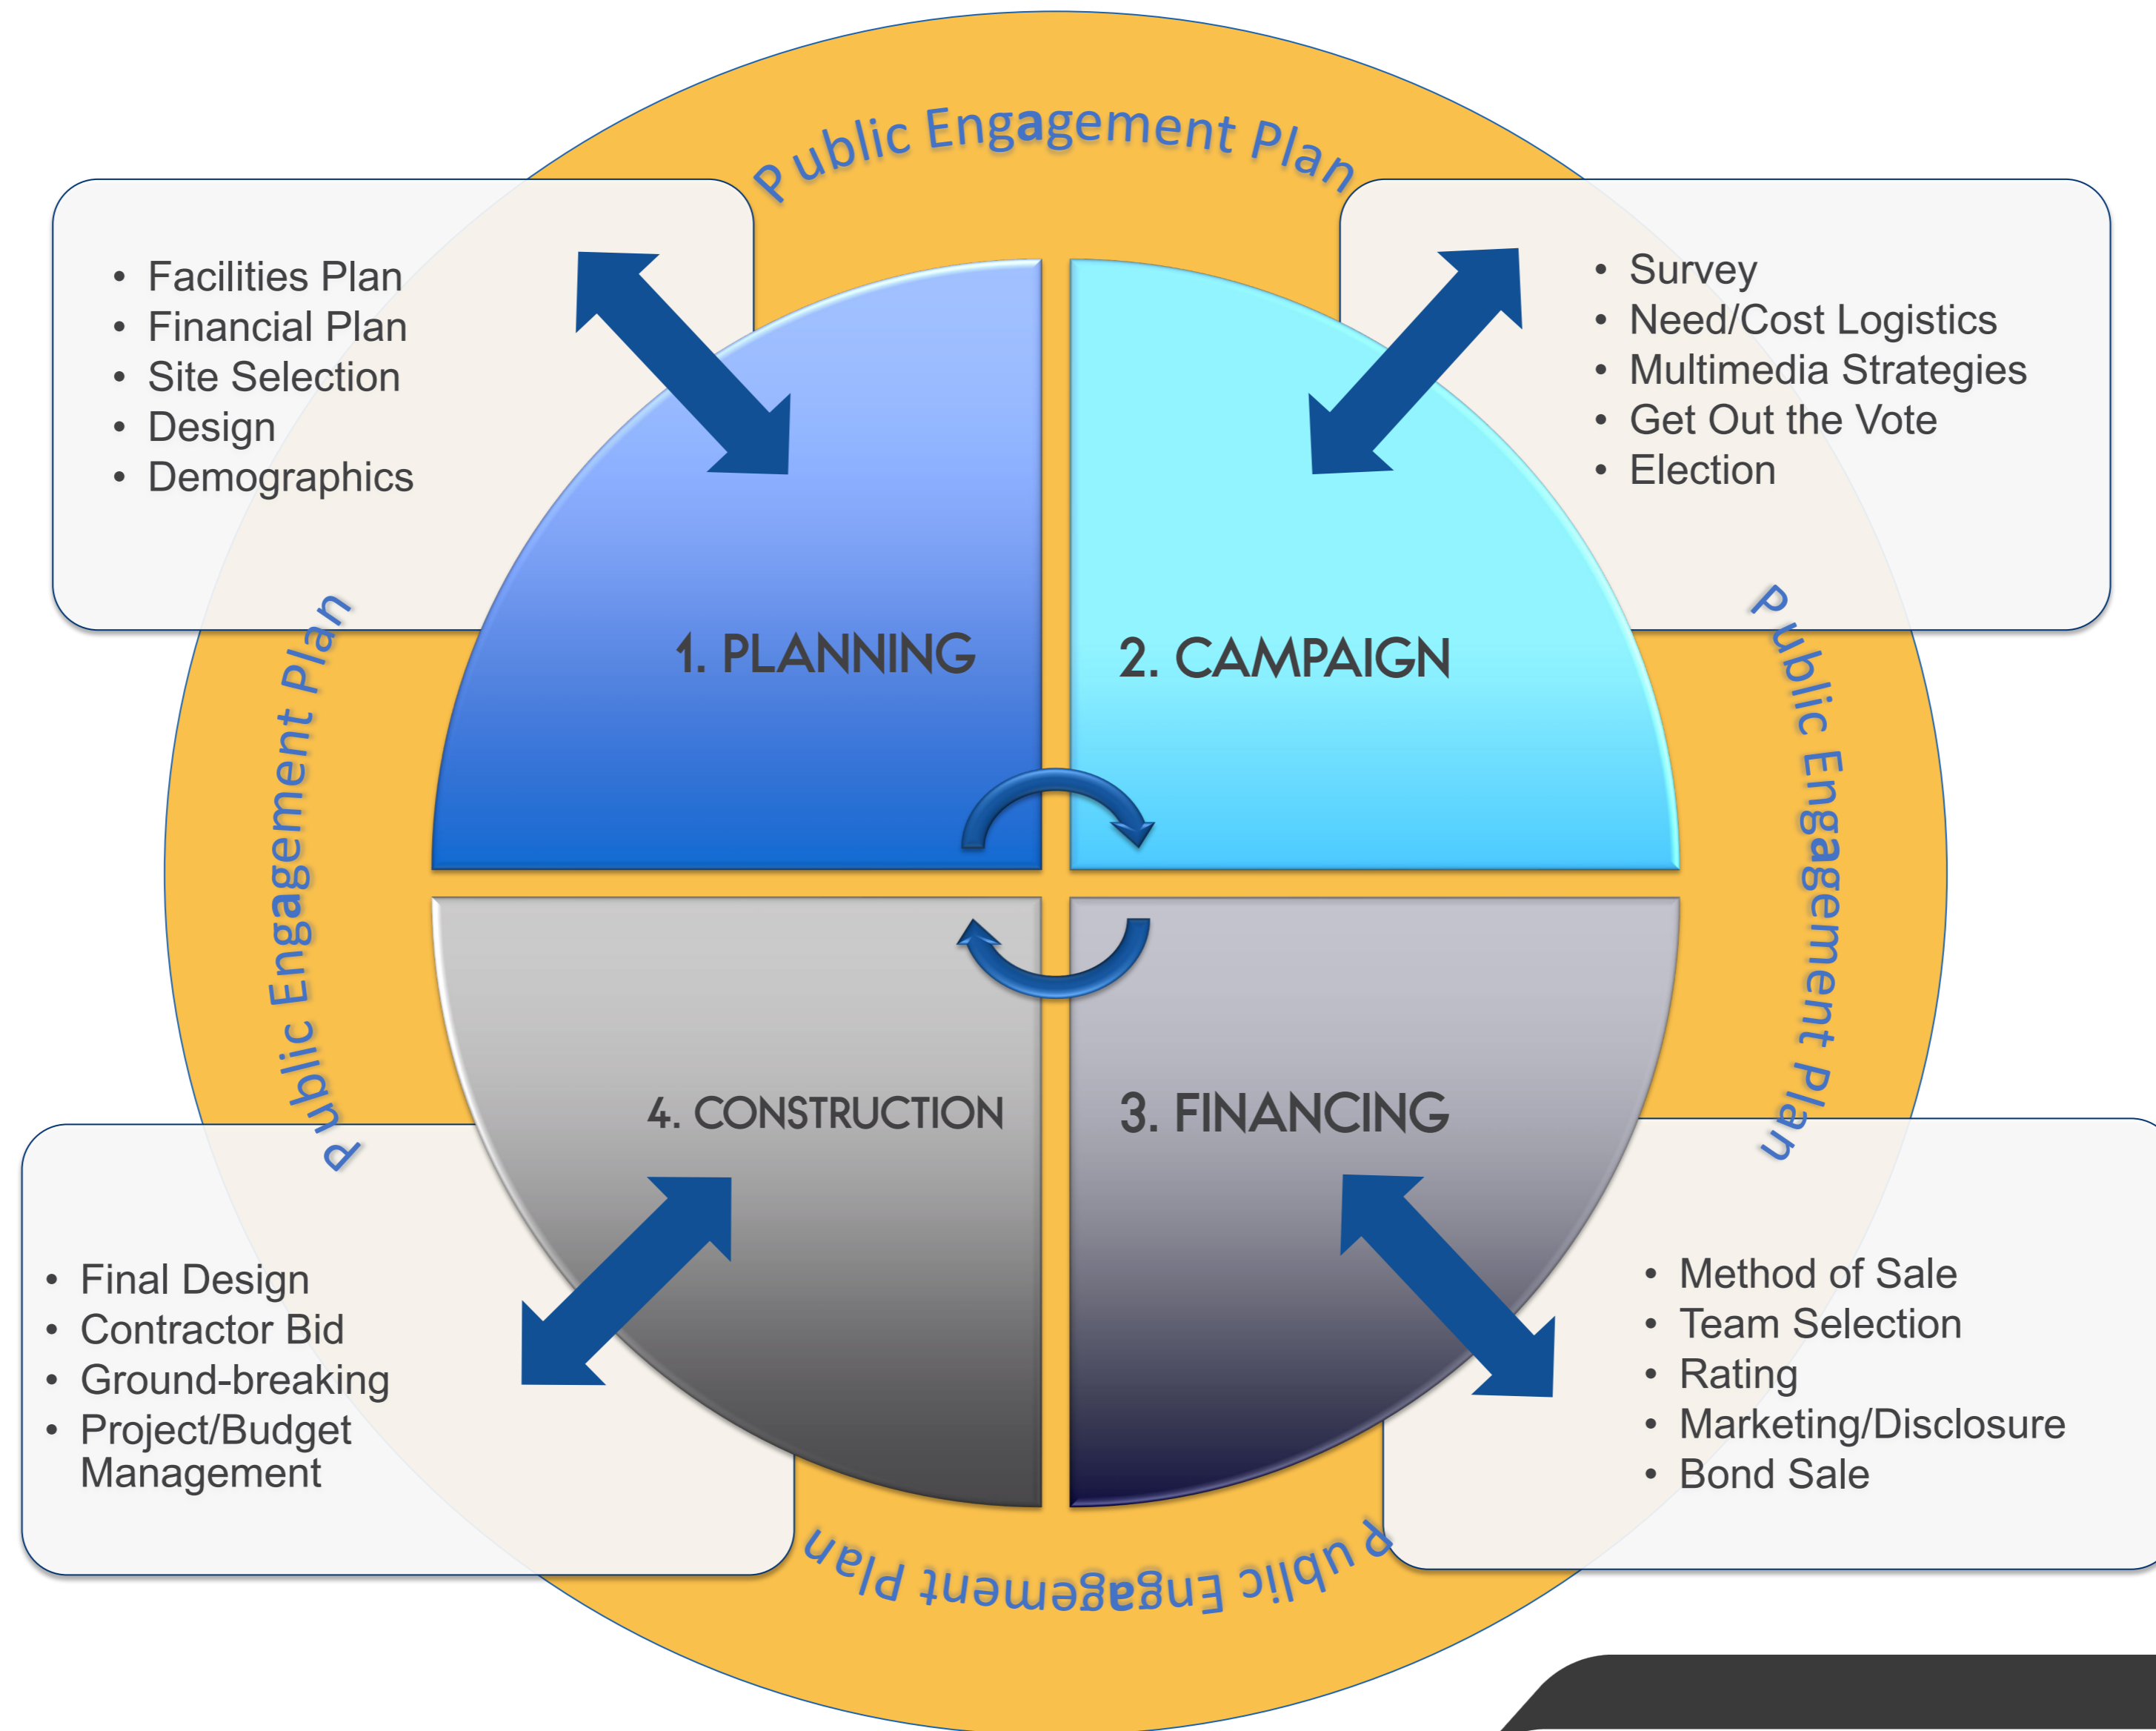 Public Engagement Plan
• Facilities Plan
• Financial Plan
• Site Selection
• Design
• Demographics
• Survey
• Need/Cost Logistics
• Multimedia Strategies
• Get Out the Vote
• Election
1. PLANNING
2. CAMPAIGN
Public Engagement Plan
Public Engagement Plan
4. CONSTRUCTION
3. FINANCING
• Final Design
• Contractor Bid
• Ground-breaking
• Project/Budget
Management
• Method of Sale
• Team Selection
• Rating
• Marketing/Disclosure
• Bond Sale
Public Engagement Plan